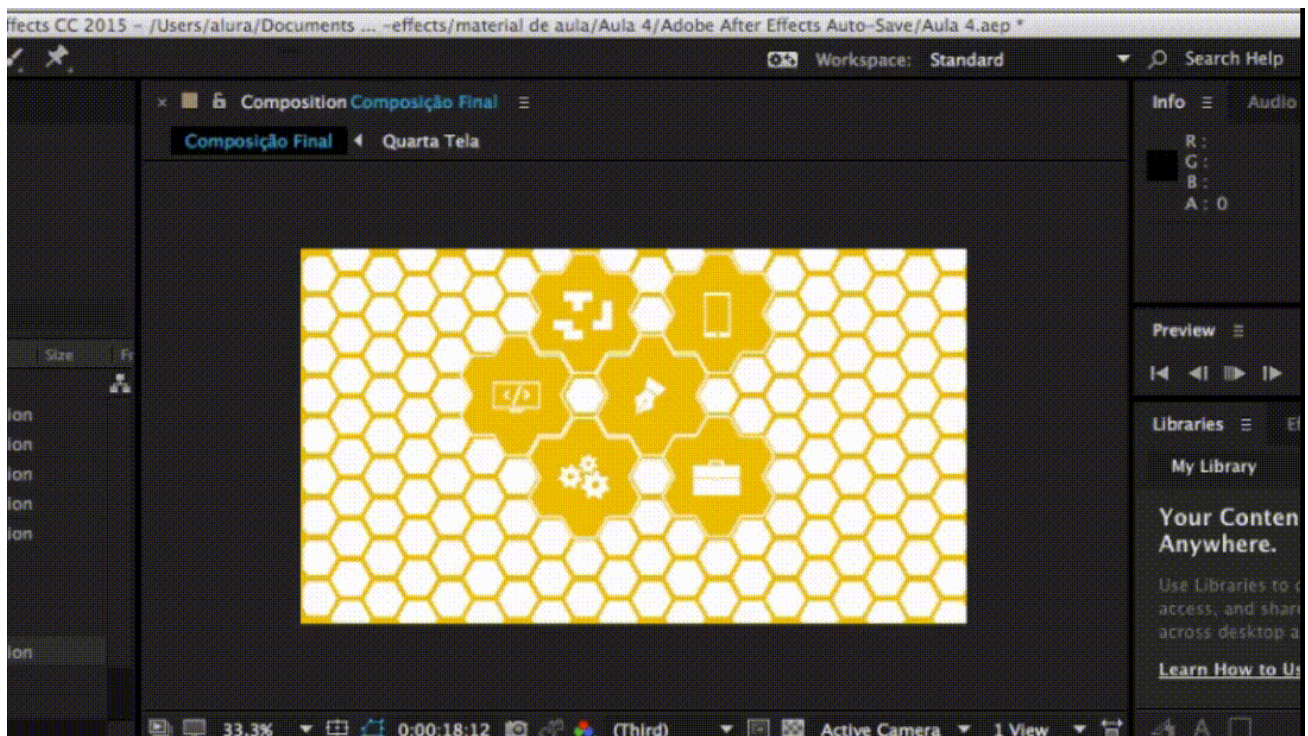 ffects CC 2015 – /Users/alura/Documents ... –effects/material de aula/Aula 4/Adobe After Effects Auto-Save/Aula 4.aep *
Workspace: Standard
Search Help
Composition Composição Final
Info
Audio
Composição Final
Quarta Tela
R :
G :
B :
A : 0
</>
Preview
Size
Fr
ion
ion
ion
ion
ion
ion
Libraries
Ef
My Library
Your Conten
Anywhere.
Use Libraries to c
access, and share
across desktop a
Learn How to Us
33,3%
0:00:18:12
(Third)
Active Camera
1 View